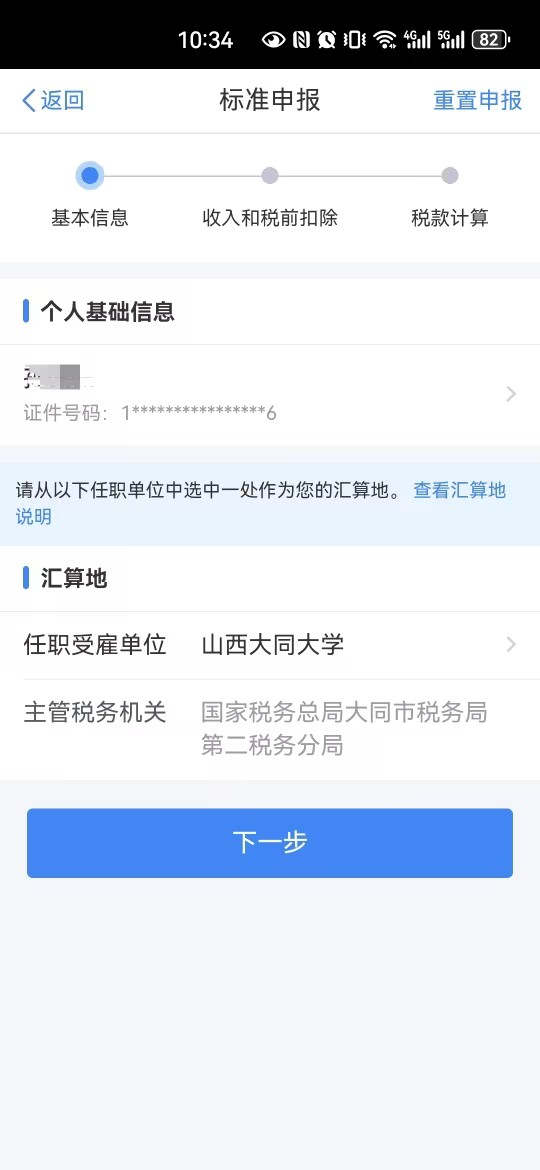 10:34 4G 5G 82
返回 标准申报 重置申报
基本信息 收入和税前扣除 税款计算
个人基础信息
证件号码：1****************6
请从以下任职单位中选中一处作为您的汇算地。 查看汇算地
说明
汇算地
任职受雇单位 山西大同大学
主管税务机关 国家税务总局大同市税务局
第二税务分局
下一步